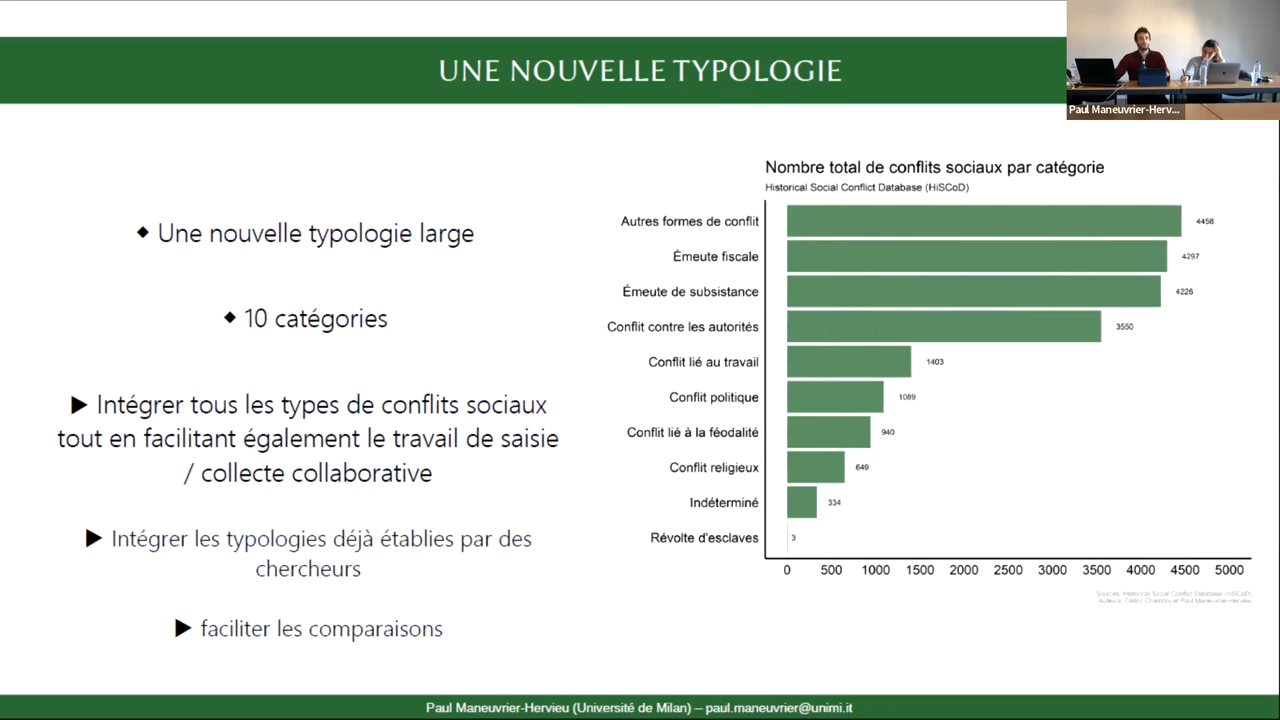 UNE NOUVELLE TYPOLOGIE
Paul Maneuvrier-Herv...
◆ Une nouvelle typologie large
◆ 10 catégories
► Intégrer tous les types de conflits sociaux
tout en facilitant également le travail de saisie
/ collecte collaborative
► Intégrer les typologies déjà établies par des
chercheurs
► faciliter les comparaisons
Nombre total de conflits sociaux par catégorie
Historical Social Conflict Database (HiSCoD)
Autres formes de conflit 4458
Émeute fiscale 4297
Émeute de subsistance 4226
Conflit contre les autorités 3550
Conflit lié au travail 1403
Conflit politique 1089
Conflit lié à la féodalité 940
Conflit religieux 649
Indéterminé 334
Révolte d'esclaves 3
0 500 1000 1500 2000 2500 3000 3500 4000 4500 5000
Sources: Historical Social Conflict Database (HiSCoD)
Auteurs: Cédric Chambru et Paul Maneuvrier-Hervieu
Paul Maneuvrier-Hervieu (Université de Milan) – paul.maneuvrier@unimi.it